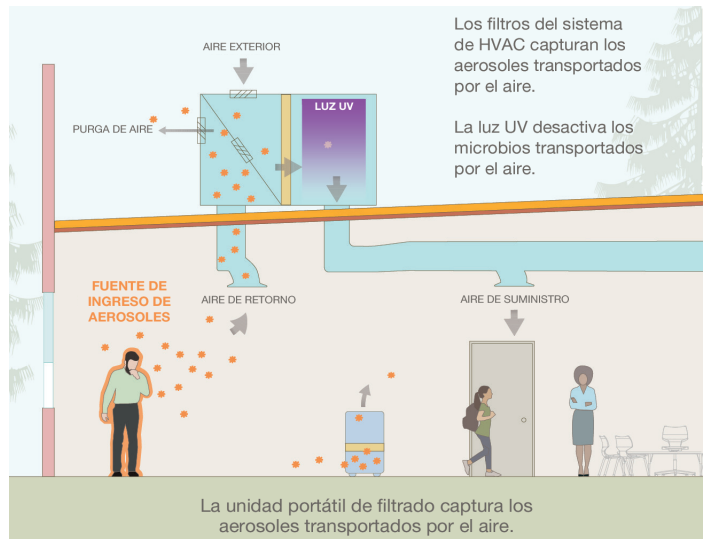 Los filtros del sistema
de HVAC capturan los
aerosoles transportados
por el aire.
La luz UV desactiva los
microbios transportados
por el aire.
AIRE EXTERIOR
LUZ UV
PURGA DE AIRE
FUENTE DE
INGRESO DE
AEROSOLES
AIRE DE RETORNO
AIRE DE SUMINISTRO
La unidad portátil de filtrado captura los
aerosoles transportados por el aire.